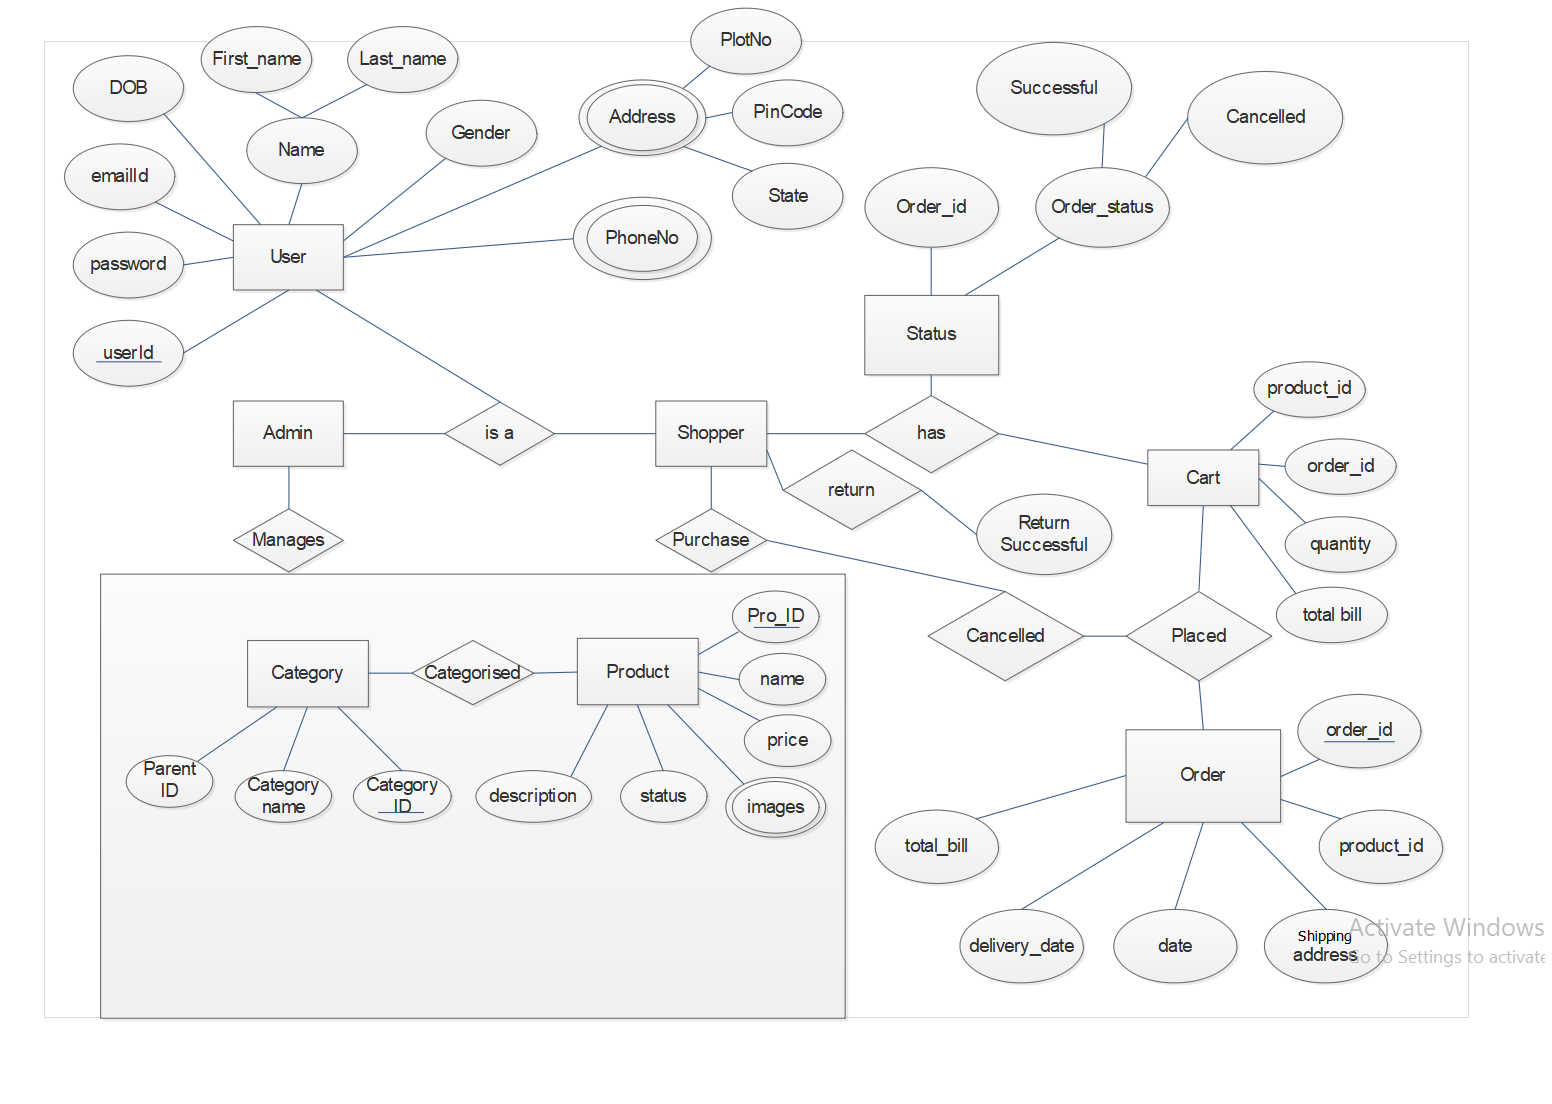 PlotNo
First_name
Last_name
DOB
Successful
PinCode
Address
Cancelled
Gender
Name
emailId
State
Order_id
Order_status
PhoneNo
User
password
Status
userId
product_id
Admin
is a
Shopper
has
order_id
Cart
return
Return
Successful
Manages
Purchase
quantity
Pro_ID
total bill
Cancelled
Placed
Category
Categorised
Product
name
order_id
price
Parent
ID
Category
name
Category
ID
description
status
images
Order
total_bill
product_id
delivery_date
date
Shipping
address
Activate Windows
Go to Settings to activate